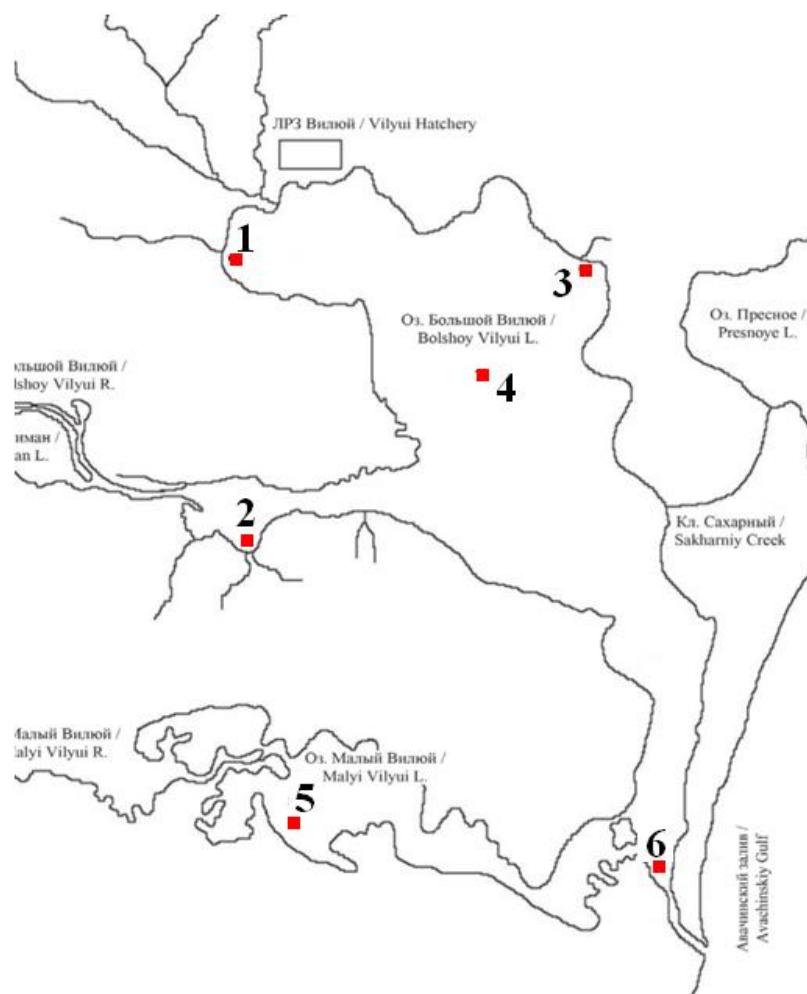 ЛРЗ Вилюй / Vilyui Hatchery
1
3
Оз. Большой Вилюй /
Bolshoy Vilyui L.
Оз. Пресное /
Presnoye L.
4
ольшой Вилюй /
lshoy Vilyui R.
иман /
an L.
2
Кл. Сахарный /
Sakharniy Creek
Малый Вилюй /
alyi Vilyui R.
Оз. Малый Вилюй /
Malyi Vilyui L.
5
6
Авачинский залив /
Avachinskiy Gulf